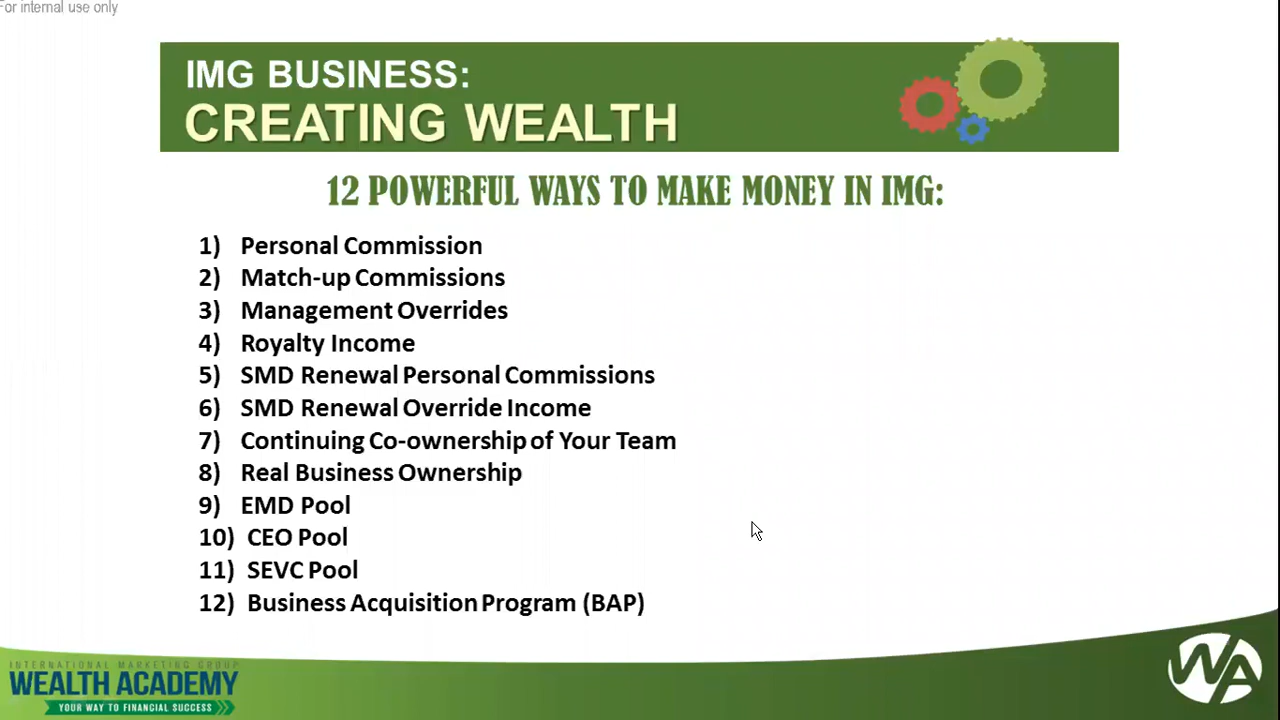 For internal use only
IMG BUSINESS:
CREATING WEALTH
12 POWERFUL WAYS TO MAKE MONEY IN IMG:
1) Personal Commission
2) Match-up Commissions
3) Management Overrides
4) Royalty Income
5) SMD Renewal Personal Commissions
6) SMD Renewal Override Income
7) Continuing Co-ownership of Your Team
8) Real Business Ownership
9) EMD Pool
10) CEO Pool
11) SEVC Pool
12) Business Acquisition Program (BAP)
INTERNATIONAL MARKETING GROUP
WEALTH ACADEMY
YOUR WAY TO FINANCIAL SUCCESS
WA